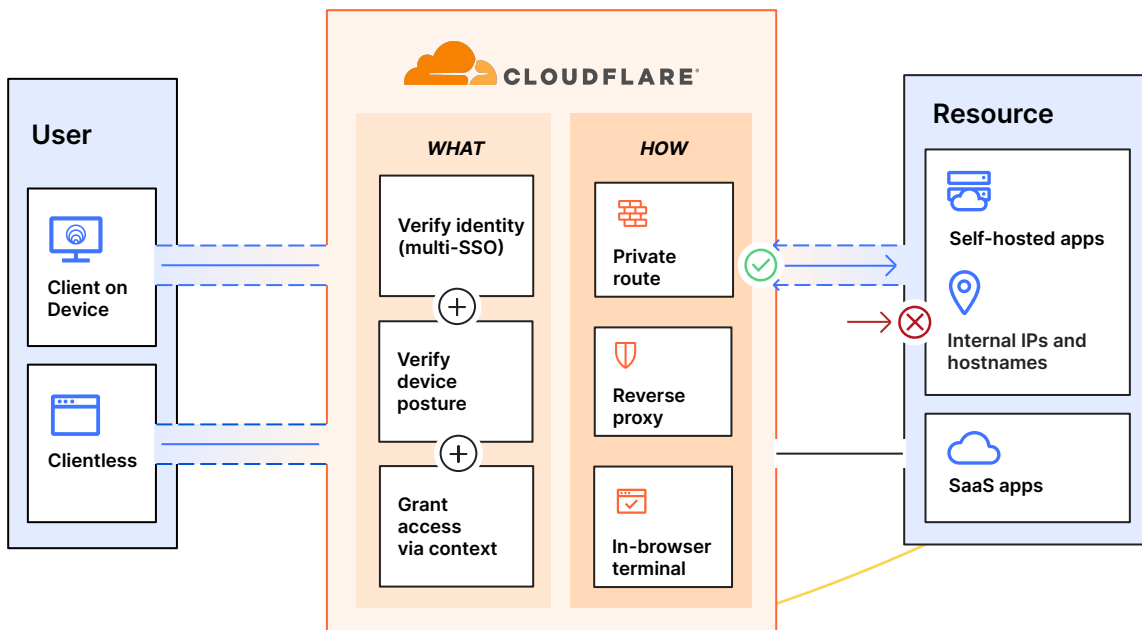 CLOUDFLARE
User
Client on
Device
Clientless
WHAT
Verify identity
(multi-SSO)
Verify
device
posture
Grant
access
via context
HOW
Private
route
Reverse
proxy
In-browser
terminal
Resource
Self-hosted apps
Internal IPs and
hostnames
SaaS apps